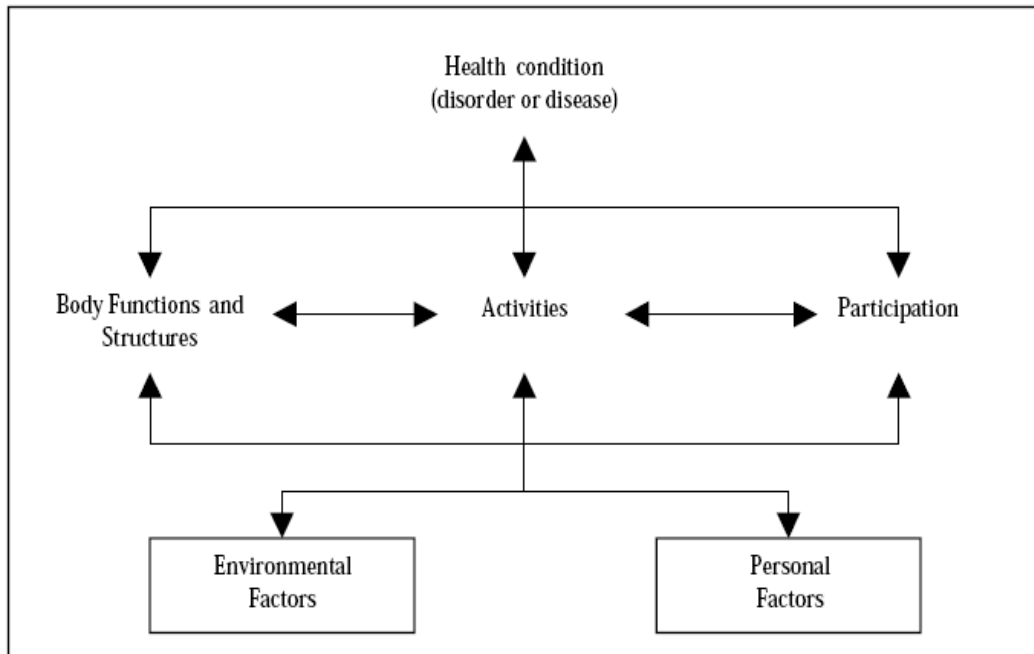 Health condition
(disorder or disease)
Body Functions and
Structures
Activities
Participation
Environmental
Factors
Personal
Factors